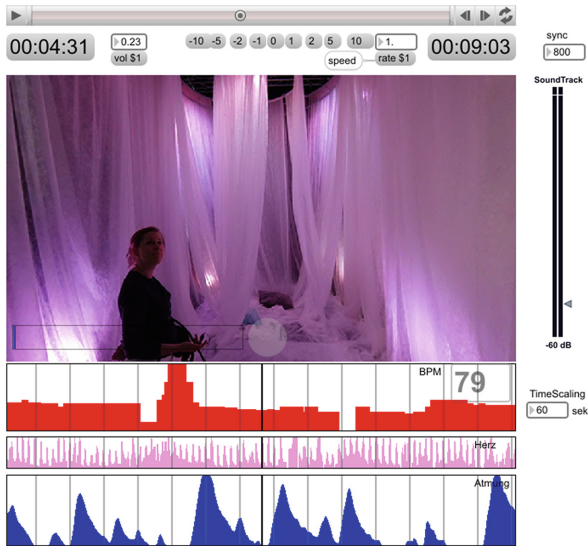 sync
00:04:31
0.23
-10 -5 -2 -1 0 1 2 5 10
1.
00:09:03
800
vol $1
speed
rate $1
SoundTrack
-60 dB
BPM
79
TimeScaling
60 sek
Herz
Atmung